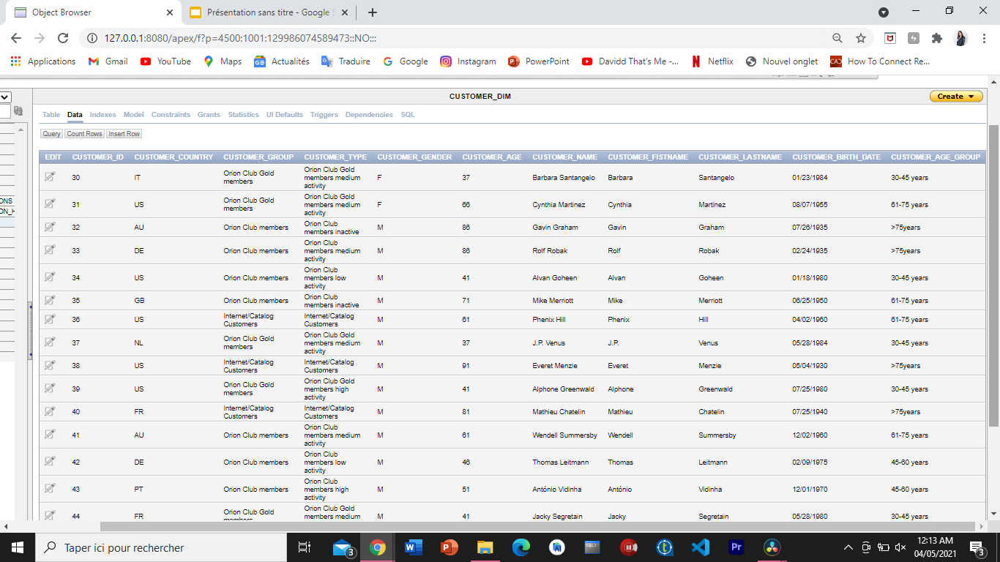 Object Browser
Présentation sans titre - Google S
127.0.0.1:8080/apex/f?p=4500:1001:129986074589473::NO:::
Applications Gmail YouTube Maps Actualités Traduire Google Instagram PowerPoint Davidd That's Me -... Netflix Nouvel onglet How To Connect Re...
CUSTOMER_DIM
Create
Table Data Indexes Model Constraints Grants Statistics UI Defaults Triggers Dependencies SQL
Query Count Rows Insert Row
EDIT CUSTOMER_ID CUSTOMER_COUNTRY CUSTOMER_GROUP CUSTOMER_TYPE CUSTOMER_GENDER CUSTOMER_AGE CUSTOMER_NAME CUSTOMER_FISTNAME CUSTOMER_LASTNAME CUSTOMER_BIRTH_DATE CUSTOMER_AGE_GROUP
30 IT Orion Club Gold members Orion Club Gold members medium activity F 37 Barbara Santangelo Barbara Santangelo 01/23/1984 30-45 years
31 US Orion Club Gold members Orion Club Gold members medium activity F 66 Cynthia Martinez Cynthia Martinez 08/07/1955 61-75 years
32 AU Orion Club members Orion Club members inactive M 86 Gavin Graham Gavin Graham 07/26/1935 >75years
33 DE Orion Club members Orion Club members medium activity M 86 Rolf Robak Rolf Robak 02/24/1935 >75years
34 US Orion Club members Orion Club members low activity M 41 Alvan Goheen Alvan Goheen 01/18/1980 30-45 years
35 GB Orion Club members Orion Club members inactive M 71 Mike Merriott Mike Merriott 06/25/1950 61-75 years
36 US Internet/Catalog Customers Internet/Catalog Customers M 61 Phenix Hill Phenix Hill 04/02/1960 61-75 years
37 NL Orion Club Gold members Orion Club Gold members medium activity M 37 J.P. Venus J.P. Venus 05/28/1984 30-45 years
38 US Internet/Catalog Customers Internet/Catalog Customers M 91 Everet Menzie Everet Menzie 05/04/1930 >75years
39 US Orion Club Gold members Orion Club Gold members high activity M 41 Alphone Greenwald Alphone Greenwald 07/25/1980 30-45 years
40 FR Internet/Catalog Customers Internet/Catalog Customers M 81 Mathieu Chatelin Mathieu Chatelin 07/25/1940 >75years
41 AU Orion Club members Orion Club members medium activity M 61 Wendell Summersby Wendell Summersby 12/02/1960 61-75 years
42 DE Orion Club members Orion Club members low activity M 46 Thomas Leitmann Thomas Leitmann 02/09/1975 45-60 years
43 PT Orion Club members Orion Club members high activity M 51 António Vidinha António Vidinha 12/01/1970 45-60 years
44 FR Orion Club Gold members Orion Club Gold members medium M 41 Jacky Segretain Jacky Segretain 05/28/1980 30-45 years
ONS
ON_H
Taper ici pour rechercher
3
12:13 AM
04/05/2021
3